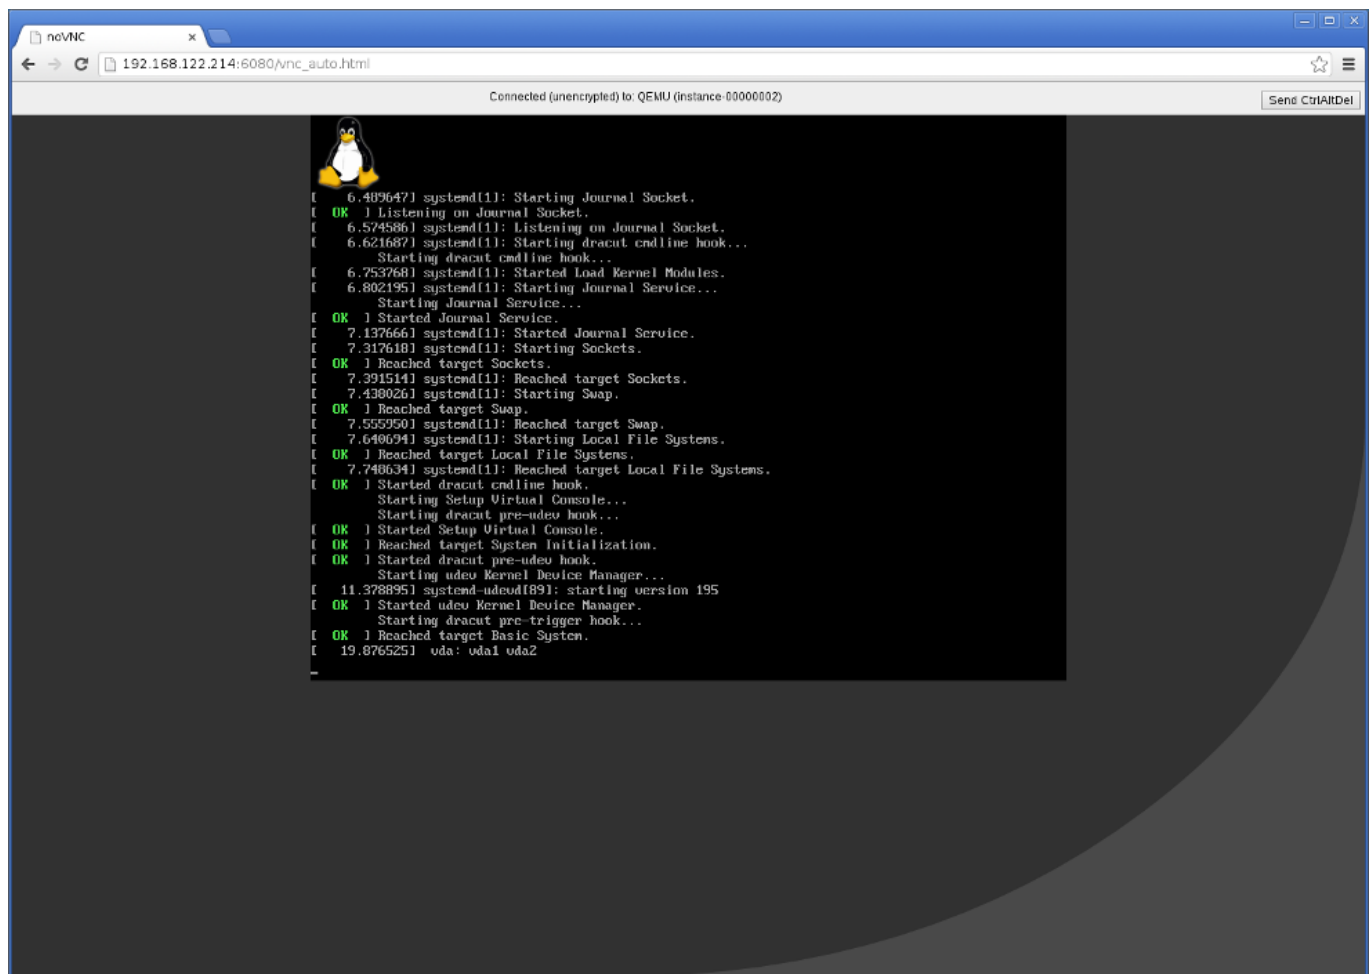 noVNC
192.168.122.214:6080/vnc_auto.html
Connected (unencrypted) to: QEMU (instance-00000002)
Send CtrlAltDel
[    6.489647] systemd[1]: Starting Journal Socket.
[  OK  ] Listening on Journal Socket.
[    6.574586] systemd[1]: Listening on Journal Socket.
[    6.621687] systemd[1]: Starting dracut cmdline hook...
         Starting dracut cmdline hook...
[    6.753768] systemd[1]: Started Load Kernel Modules.
[    6.802195] systemd[1]: Starting Journal Service...
         Starting Journal Service...
[  OK  ] Started Journal Service.
[    7.137666] systemd[1]: Started Journal Service.
[    7.317618] systemd[1]: Starting Sockets.
[  OK  ] Reached target Sockets.
[    7.391514] systemd[1]: Reached target Sockets.
[    7.438026] systemd[1]: Starting Swap.
[  OK  ] Reached target Swap.
[    7.555950] systemd[1]: Reached target Swap.
[    7.640694] systemd[1]: Starting Local File Systems.
[  OK  ] Reached target Local File Systems.
[    7.748634] systemd[1]: Reached target Local File Systems.
[  OK  ] Started dracut cmdline hook.
         Starting Setup Virtual Console...
         Starting dracut pre-udev hook...
[  OK  ] Started Setup Virtual Console.
[  OK  ] Reached target System Initialization.
[  OK  ] Started dracut pre-udev hook.
         Starting udev Kernel Device Manager...
[   11.378895] systemd-udevd[89]: starting version 195
[  OK  ] Started udev Kernel Device Manager.
         Starting dracut pre-trigger hook...
[  OK  ] Reached target Basic System.
[   19.876525]  vda: vda1 vda2